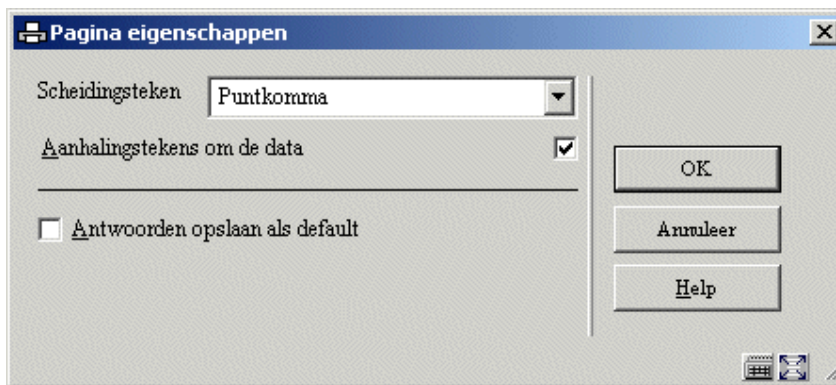 Pagina eigenschappen
Scheidingsteken Puntkomma
Aanhalingstekens om de data
Antwoorden opslaan als default
OK
Annuleer
Help